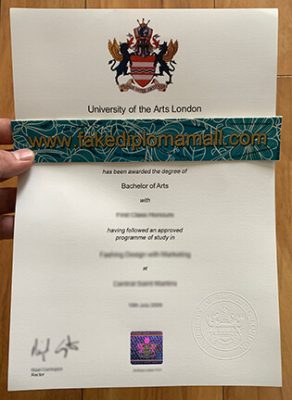 University of the Arts London
www.fakediplomamall.com
has been awarded the degree of
Bachelor of Arts
with
First Class Honours
having followed an approved
programme of study in
Fashion Design with Marketing
at
Central Saint Martins
Rector